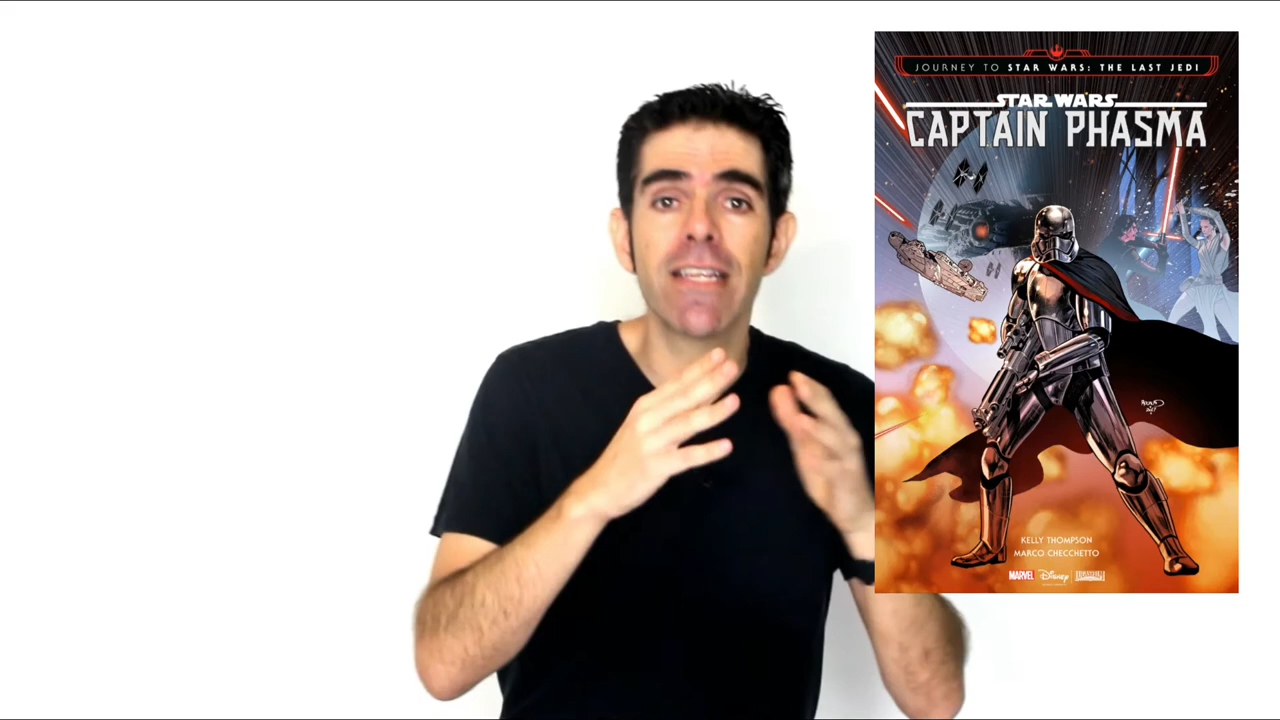 JOURNEY TO STAR WARS: THE LAST JEDI
STAR WARS
CAPTAIN PHASMA
KELLY THOMPSON
MARCO CHECCHETTO
MARVEL Disney